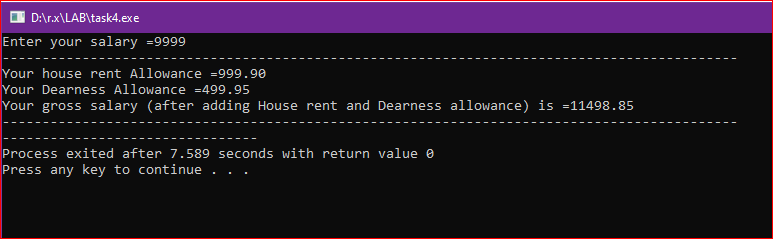 D:\r.x\LAB\task4.exe
Enter your salary =9999
--------------------------------------------------------------------------------------------
Your house rent Allowance =999.90
Your Dearness Allowance =499.95
Your gross salary (after adding House rent and Dearness allowance) is =11498.85
--------------------------------------------------------------------------------------------
--------------------------------
Process exited after 7.589 seconds with return value 0
Press any key to continue . . .